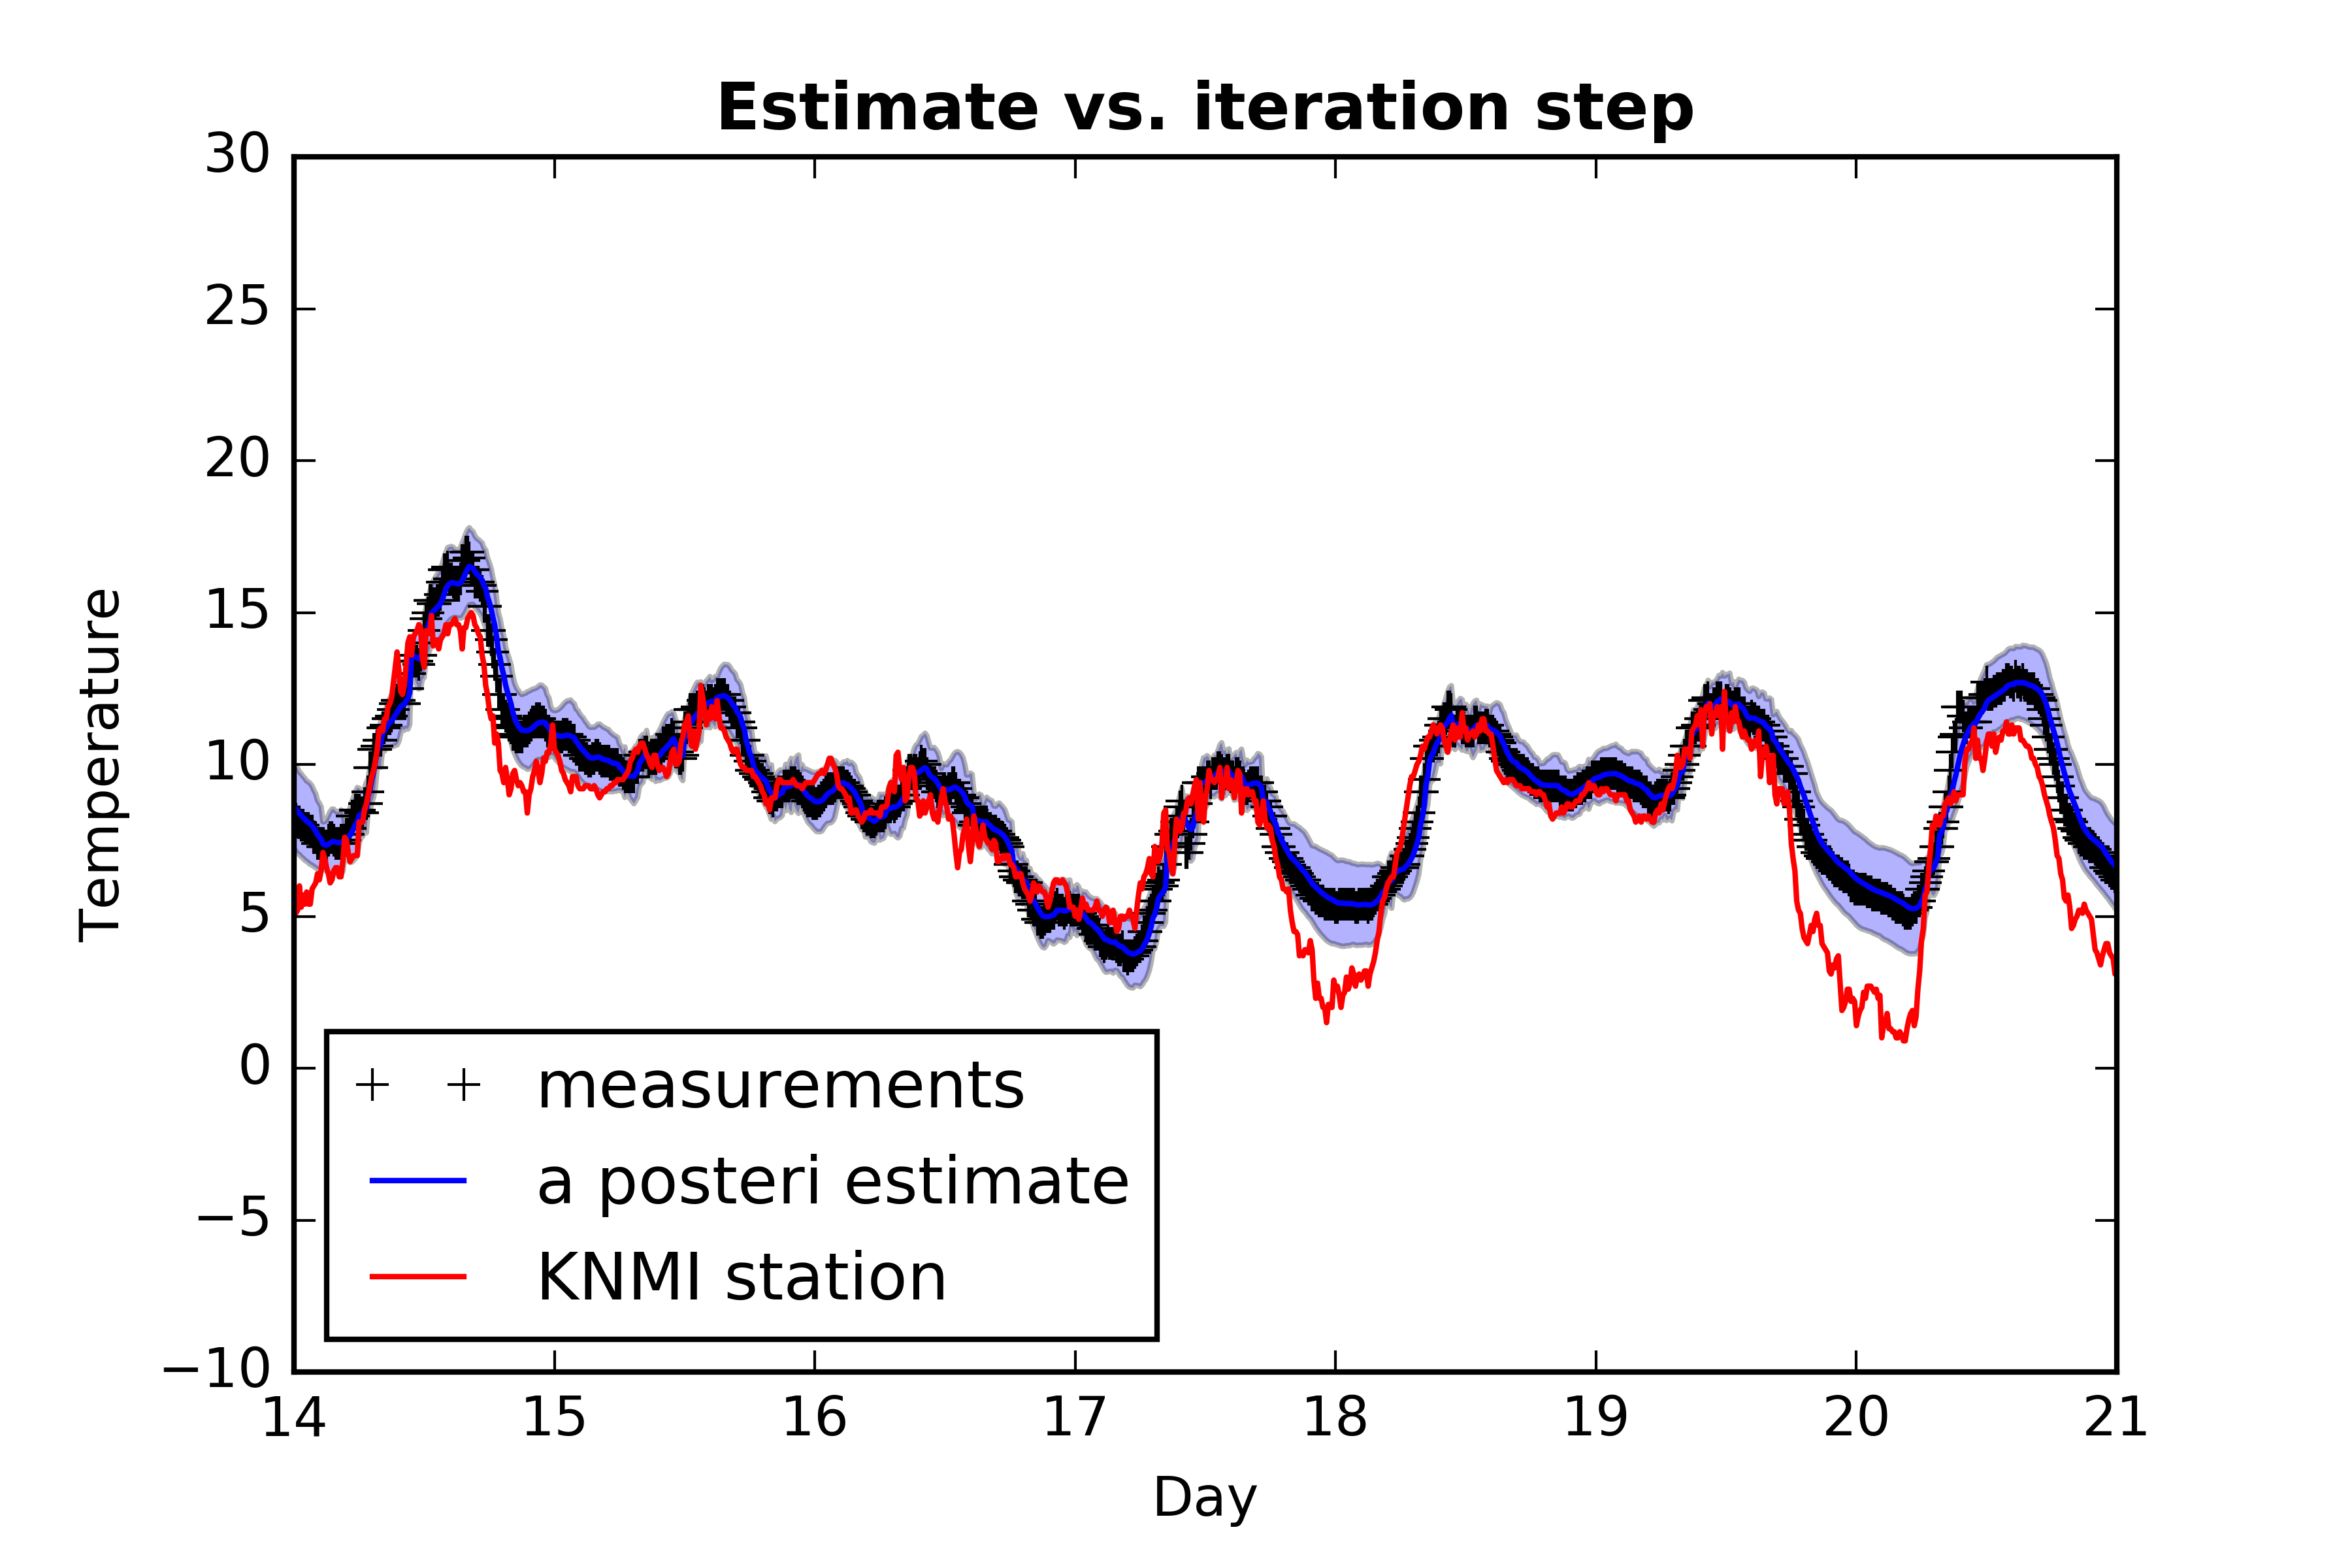 Estimate vs. iteration step
30
25
20
15
10
5
0
−5
−10
Temperature
measurements
a posteri estimate
KNMI station
14 15 16 17 18 19 20 21
Day